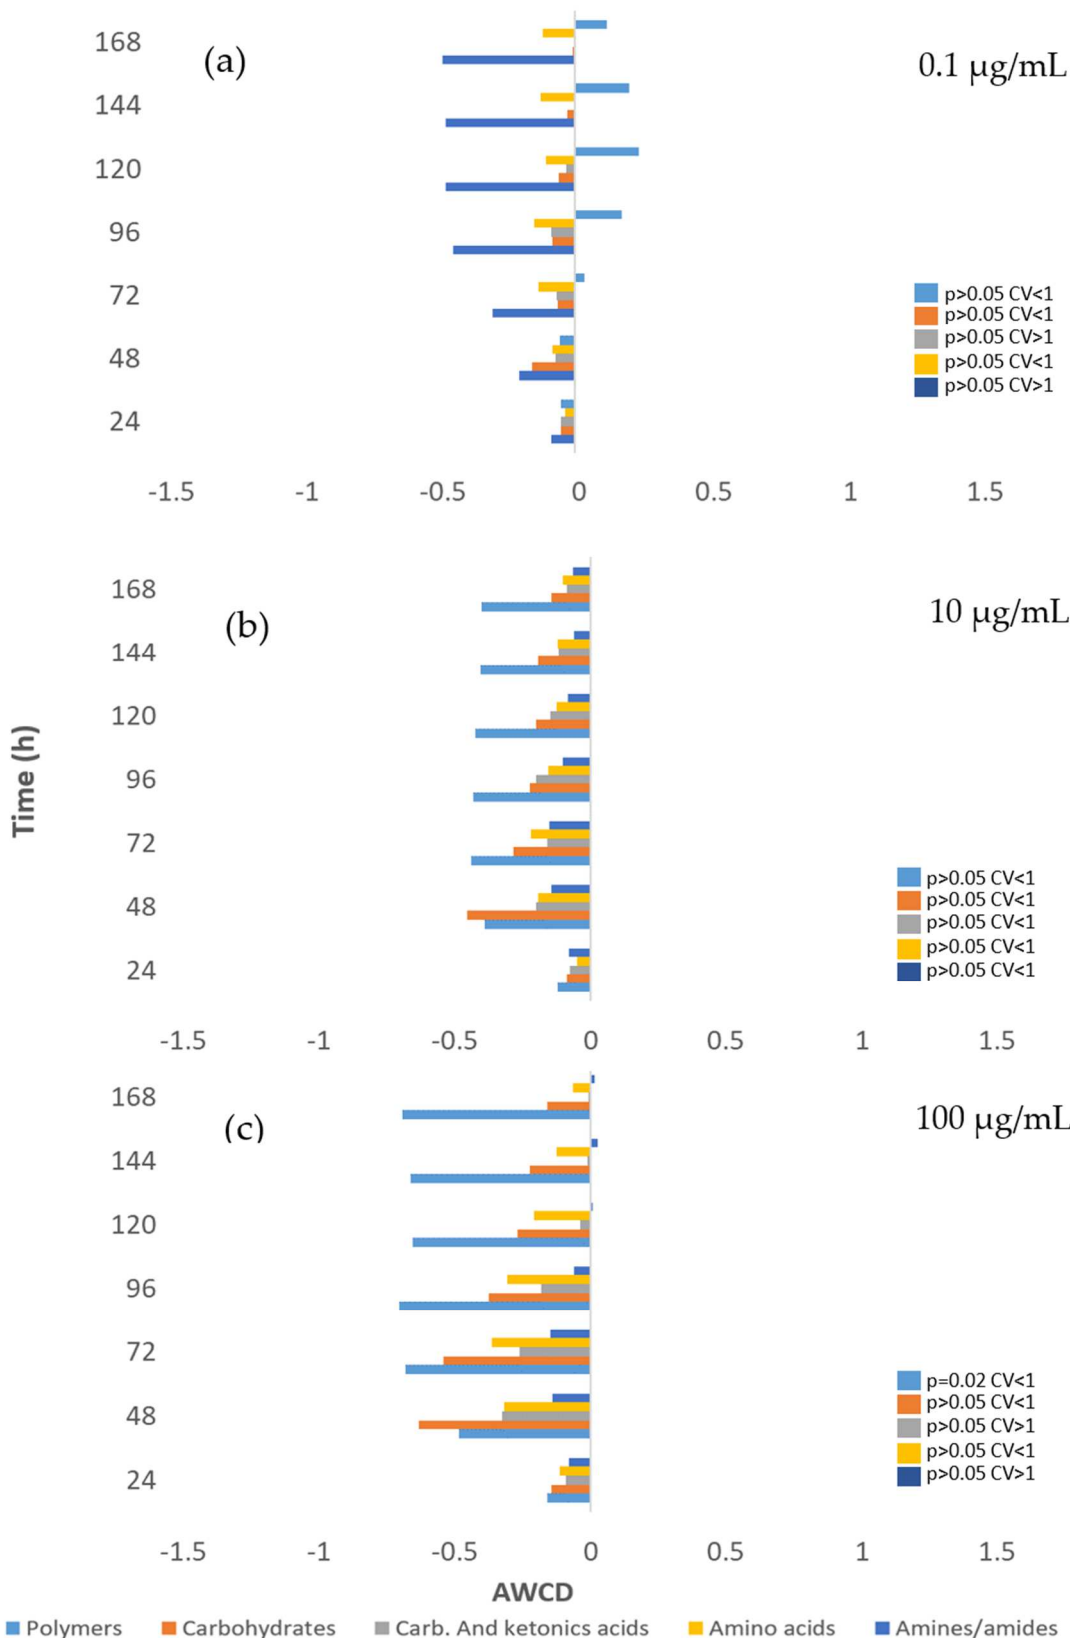 (a)
0.1 µg/mL
168
144
120
96
72
48
24
p>0.05 CV<1
p>0.05 CV<1
p>0.05 CV>1
p>0.05 CV<1
p>0.05 CV>1
-1.5 -1 -0.5 0 0.5 1 1.5
(b)
10 µg/mL
168
144
120
96
72
48
24
Time (h)
p>0.05 CV<1
p>0.05 CV<1
p>0.05 CV<1
p>0.05 CV<1
p>0.05 CV<1
-1.5 -1 -0.5 0 0.5 1 1.5
(c)
100 µg/mL
168
144
120
96
72
48
24
p=0.02 CV<1
p>0.05 CV<1
p>0.05 CV>1
p>0.05 CV<1
p>0.05 CV>1
-1.5 -1 -0.5 0 0.5 1 1.5
AWCD
Polymers Carbohydrates Carb. And ketonics acids Amino acids Amines/amides